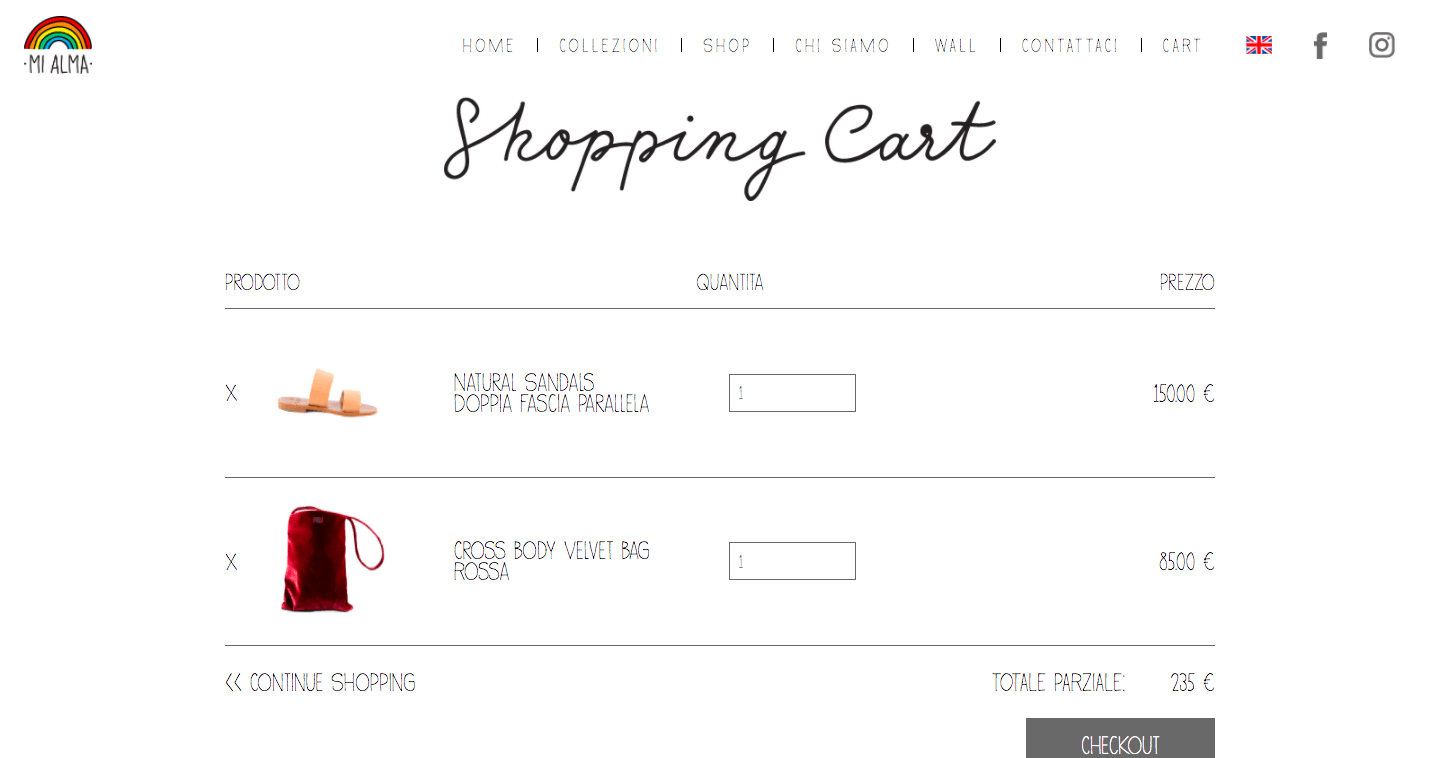 ·MI ALMA·
HOME | COLLEZIONI | SHOP | CHI SIAMO | WALL | CONTATTACI | CART
Shopping Cart
PRODOTTO QUANTITA PREZZO
X NATURAL SANDALS
DOPPIA FASCIA PARALLELA 1 150.00 €
X CROSS BODY VELVET BAG
ROSSA 1 85.00 €
<< CONTINUE SHOPPING TOTALE PARZIALE: 235 €
CHECKOUT